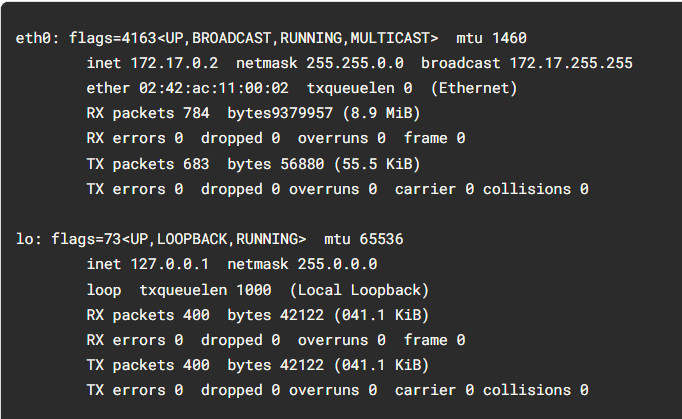 eth0: flags=4163<UP,BROADCAST,RUNNING,MULTICAST>  mtu 1460
        inet 172.17.0.2  netmask 255.255.0.0  broadcast 172.17.255.255
        ether 02:42:ac:11:00:02  txqueuelen 0  (Ethernet)
        RX packets 784  bytes9379957 (8.9 MiB)
        RX errors 0  dropped 0  overruns 0  frame 0
        TX packets 683  bytes 56880 (55.5 KiB)
        TX errors 0  dropped 0 overruns 0  carrier 0 collisions 0

lo: flags=73<UP,LOOPBACK,RUNNING>  mtu 65536
        inet 127.0.0.1  netmask 255.0.0.0
        loop  txqueuelen 1000  (Local Loopback)
        RX packets 400  bytes 42122 (041.1 KiB)
        RX errors 0  dropped 0  overruns 0  frame 0
        TX packets 400  bytes 42122 (041.1 KiB)
        TX errors 0  dropped 0 overruns 0  carrier 0 collisions 0